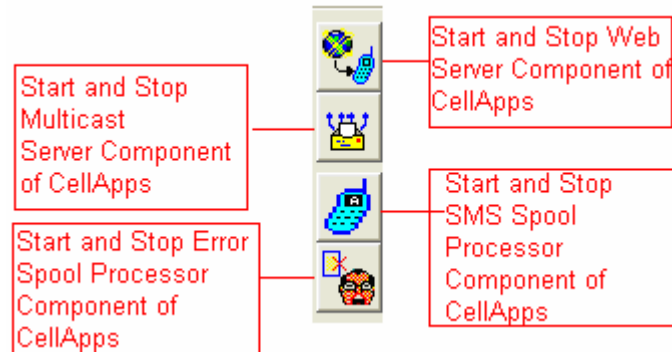 Start and Stop Web
Server Component of
CellApps
Start and Stop
Multicast
Server Component
of CellApps
Start and Stop
SMS Spool
Processor
Component of
CellApps
Start and Stop Error
Spool Processor
Component of
CellApps
A